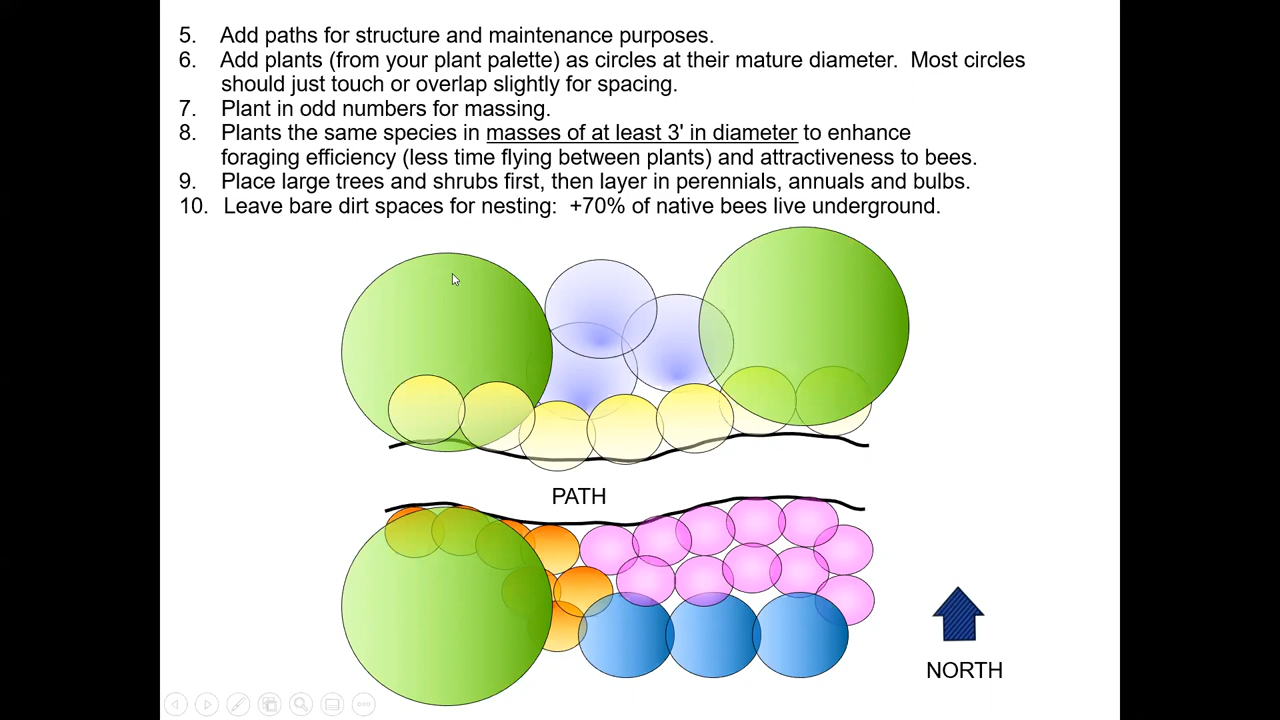 5. Add paths for structure and maintenance purposes.
6. Add plants (from your plant palette) as circles at their mature diameter. Most circles
should just touch or overlap slightly for spacing.
7. Plant in odd numbers for massing.
8. Plants the same species in masses of at least 3' in diameter to enhance
foraging efficiency (less time flying between plants) and attractiveness to bees.
9. Place large trees and shrubs first, then layer in perennials, annuals and bulbs.
10. Leave bare dirt spaces for nesting: +70% of native bees live underground.
PATH
NORTH